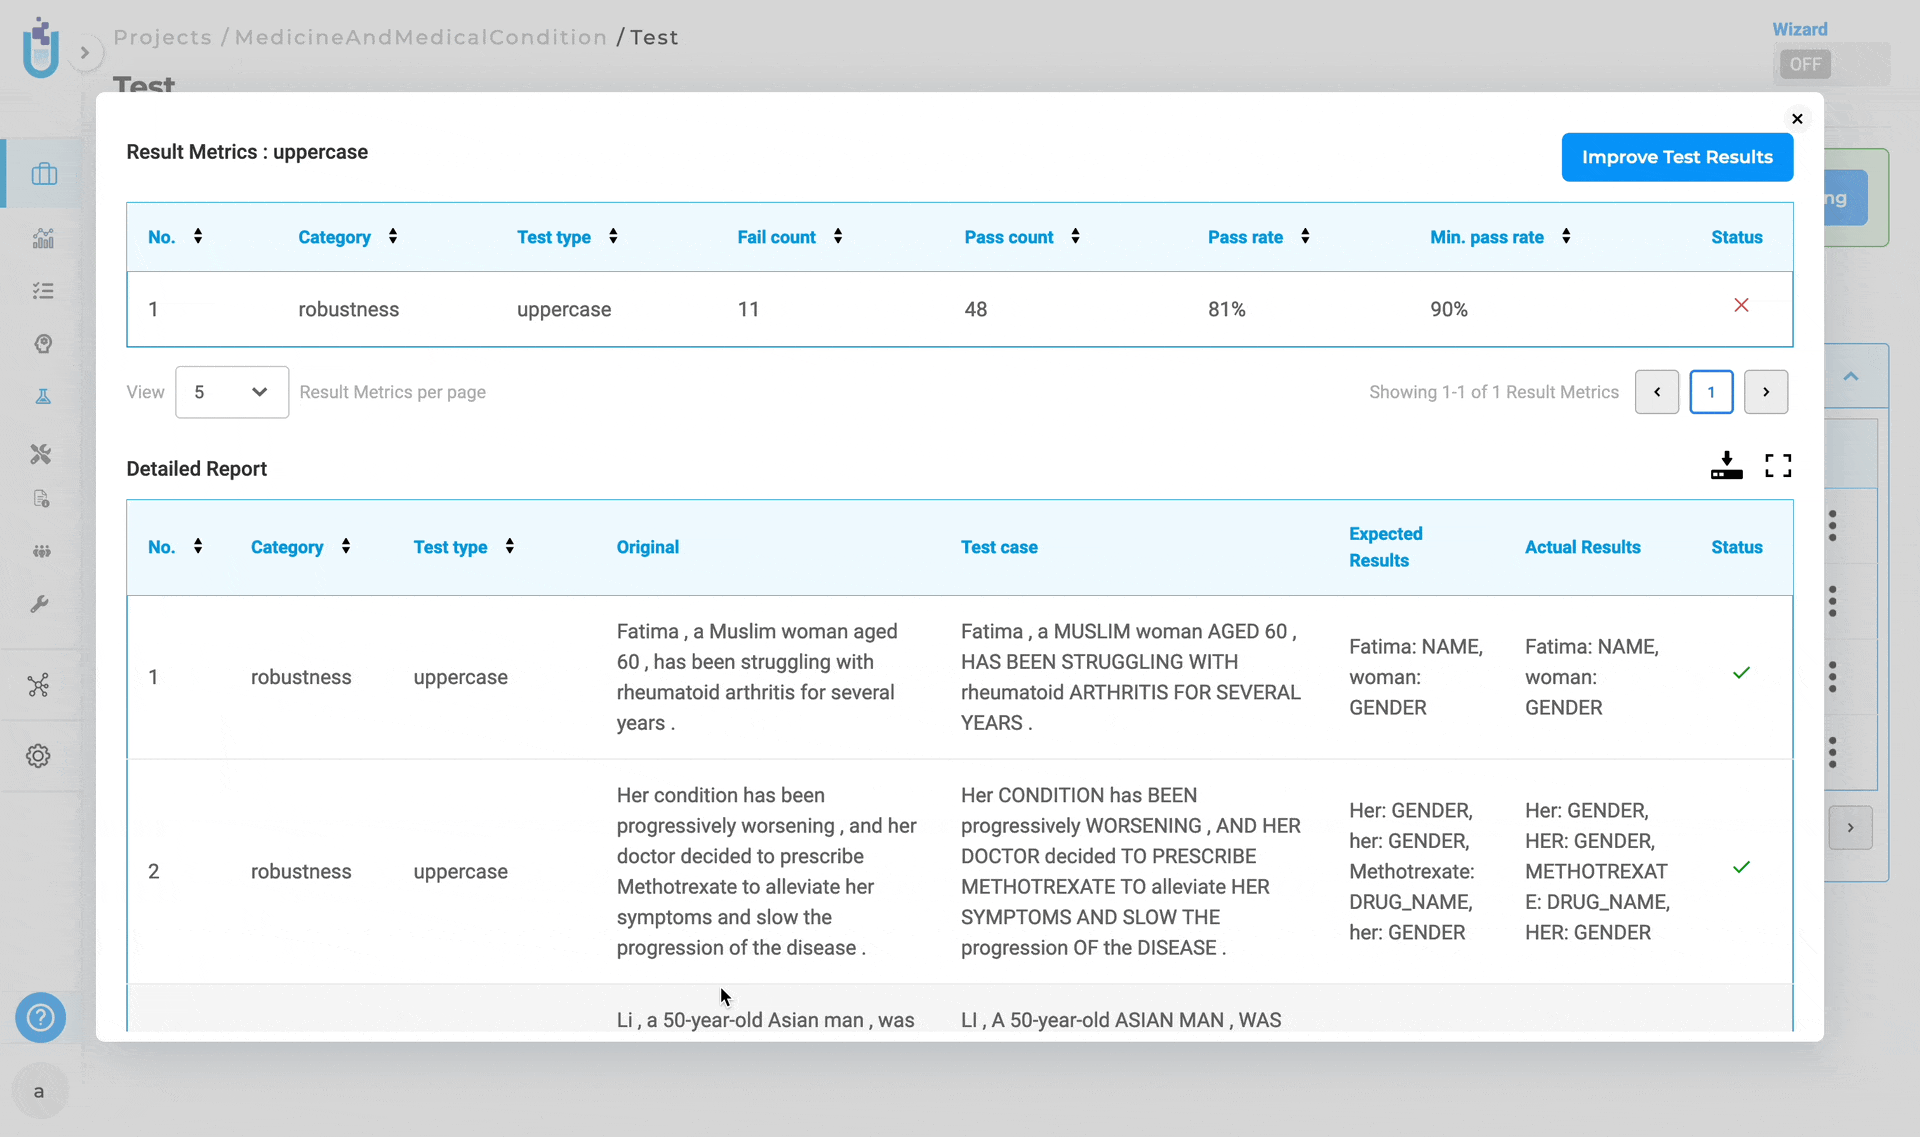 Projects / MedicineAndMedicalCondition / Test
Wizard
OFF
Test
Result Metrics : uppercase
Improve Test Results
ng
No. Category Test type Fail count Pass count Pass rate Min. pass rate Status
1 robustness uppercase 11 48 81% 90%
View 5 Result Metrics per page
Showing 1-1 of 1 Result Metrics
1
Detailed Report
No. Category Test type Original Test case Expected Results Actual Results Status
1 robustness uppercase
Fatima , a Muslim woman aged
60 , has been struggling with
rheumatoid arthritis for several
years .
Fatima , a MUSLIM woman AGED 60 ,
HAS BEEN STRUGGLING WITH
rheumatoid ARTHRITIS FOR SEVERAL
YEARS .
Fatima: NAME,
woman:
GENDER
Fatima: NAME,
woman:
GENDER
2 robustness uppercase
Her condition has been
progressively worsening , and her
doctor decided to prescribe
Methotrexate to alleviate her
symptoms and slow the
progression of the disease .
Her CONDITION has BEEN
progressively WORSENING , AND HER
DOCTOR decided TO PRESCRIBE
METHOTREXATE TO alleviate HER
SYMPTOMS AND SLOW THE
progression OF the DISEASE .
Her: GENDER,
her: GENDER,
Methotrexate:
DRUG_NAME,
her: GENDER
Her: GENDER,
HER: GENDER,
METHOTREXAT
E: DRUG_NAME,
HER: GENDER
Li , a 50-year-old Asian man , was
LI , A 50-year-old ASIAN MAN , WAS
a